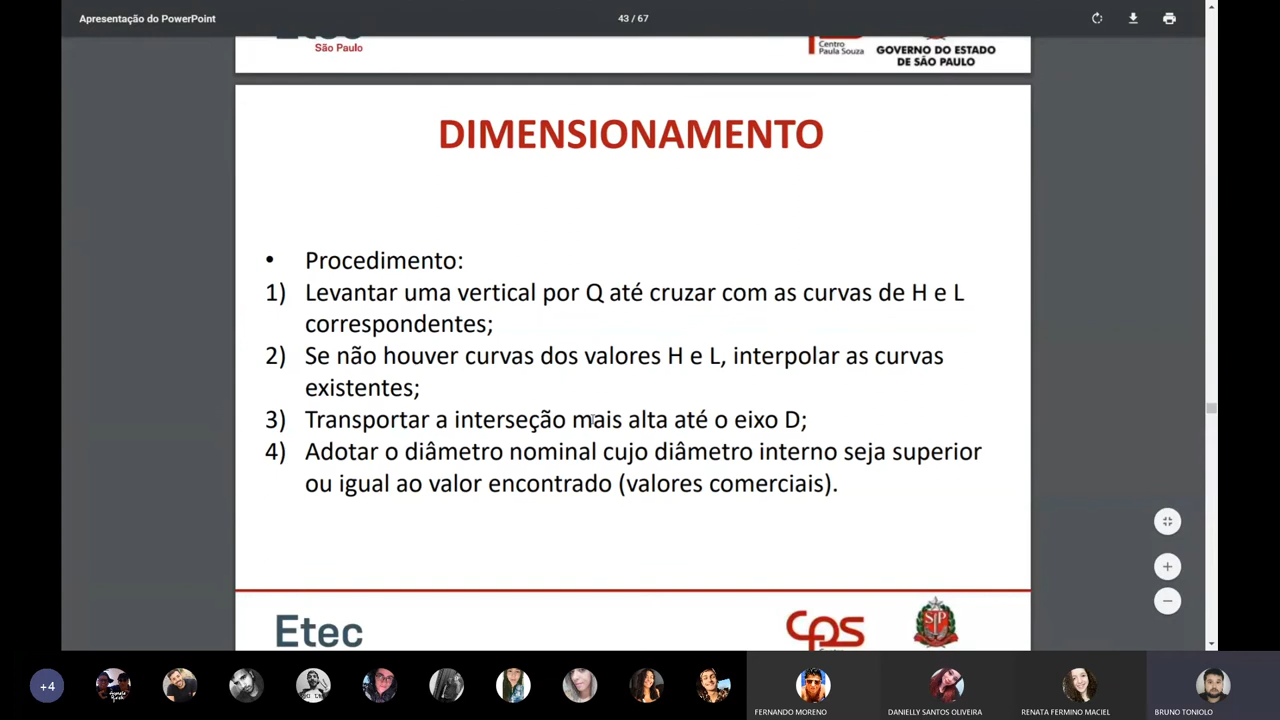 Apresentação do PowerPoint
43 / 67
São Paulo
Centro
Paula Souza
GOVERNO DO ESTADO
DE SÃO PAULO
DIMENSIONAMENTO
• Procedimento:
1) Levantar uma vertical por Q até cruzar com as curvas de H e L
correspondentes;
2) Se não houver curvas dos valores H e L, interpolar as curvas
existentes;
3) Transportar a interseção mais alta até o eixo D;
4) Adotar o diâmetro nominal cujo diâmetro interno seja superior
ou igual ao valor encontrado (valores comerciais).
Etec
CPS
SP
+4
FERNANDO MORENO
DANIELLY SANTOS OLIVEIRA
RENATA FERMINO MACIEL
BRUNO TONIOLO